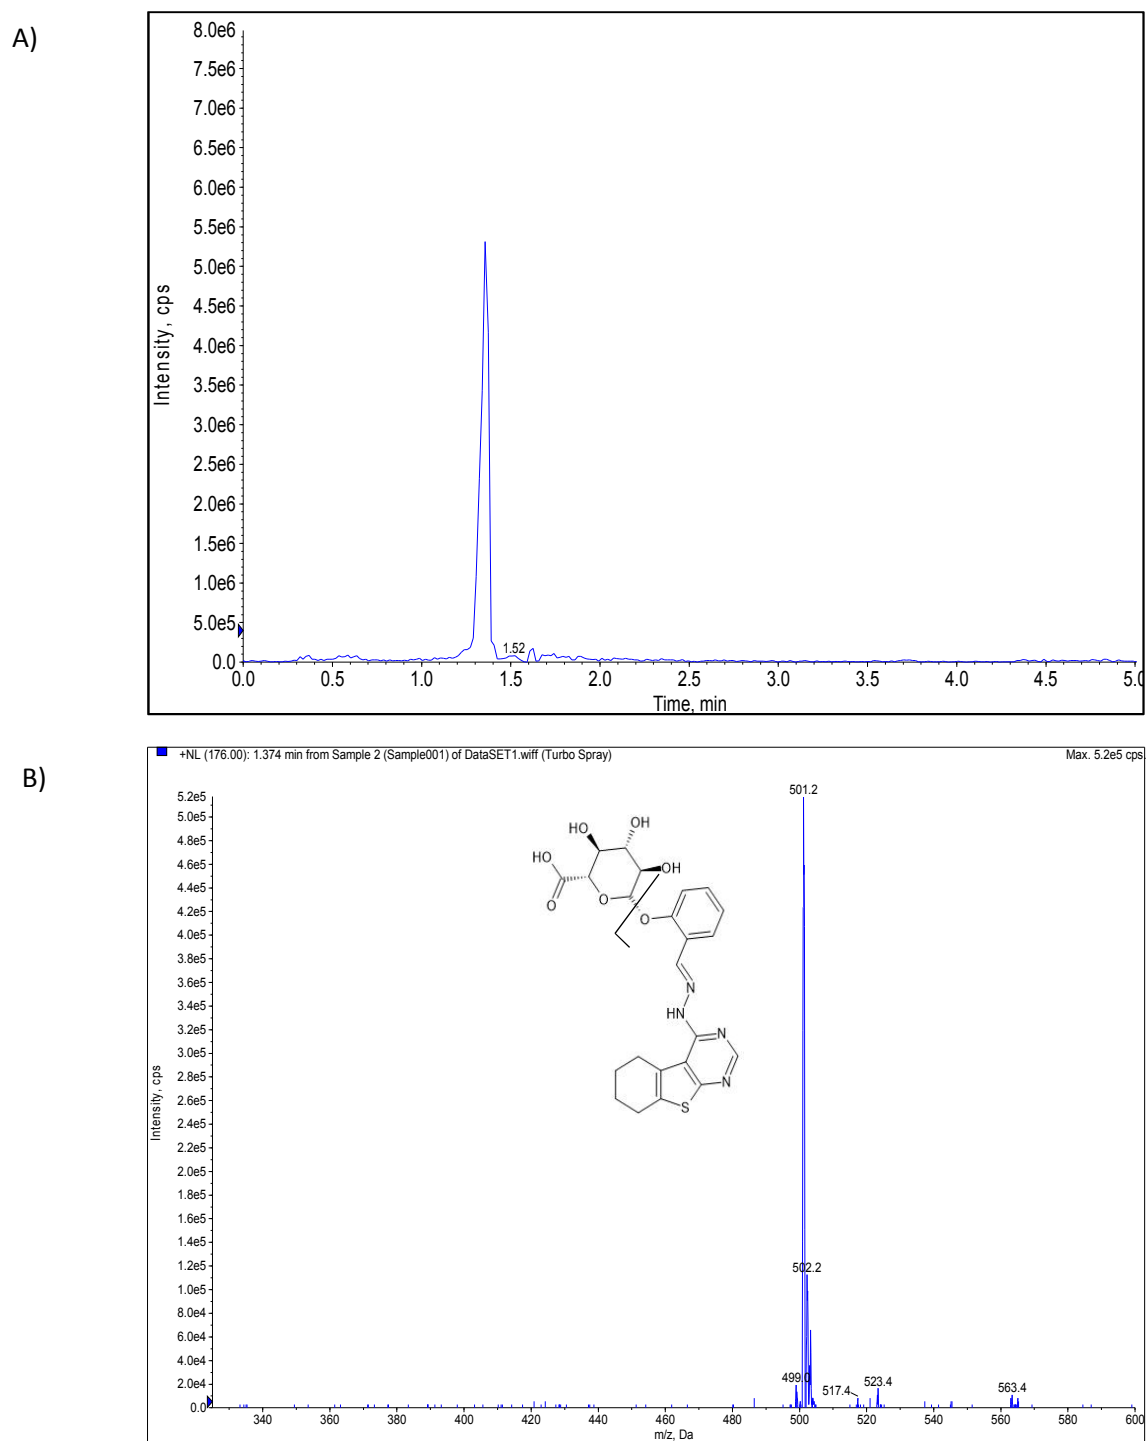 A)
8.0e6
7.5e6
7.0e6
6.5e6
6.0e6
5.5e6
5.0e6
4.5e6
4.0e6
3.5e6
3.0e6
2.5e6
2.0e6
1.5e6
1.0e6
5.0e5
0.0
Intensity, cps
1.52
0.0 0.5 1.0 1.5 2.0 2.5 3.0 3.5 4.0 4.5 5.0
Time, min
B)
+NL (176.00): 1.374 min from Sample 2 (Sample001) of DataSET1.wiff (Turbo Spray) Max. 5.2e5 cps.
5.2e5
5.0e5
4.8e5
4.6e5
4.4e5
4.2e5
4.0e5
3.8e5
3.6e5
3.4e5
3.2e5
3.0e5
2.8e5
2.6e5
2.4e5
2.2e5
2.0e5
1.8e5
1.6e5
1.4e5
1.2e5
1.0e5
8.0e4
6.0e4
4.0e4
2.0e4
0.0
Intensity, cps
501.2
HO OH
HO OH
O O
O
N
HN
N
N
S
502.2
499.0
517.4
523.4
563.4
340 360 380 400 420 440 460 480 500 520 540 560 580 600
m/z, Da